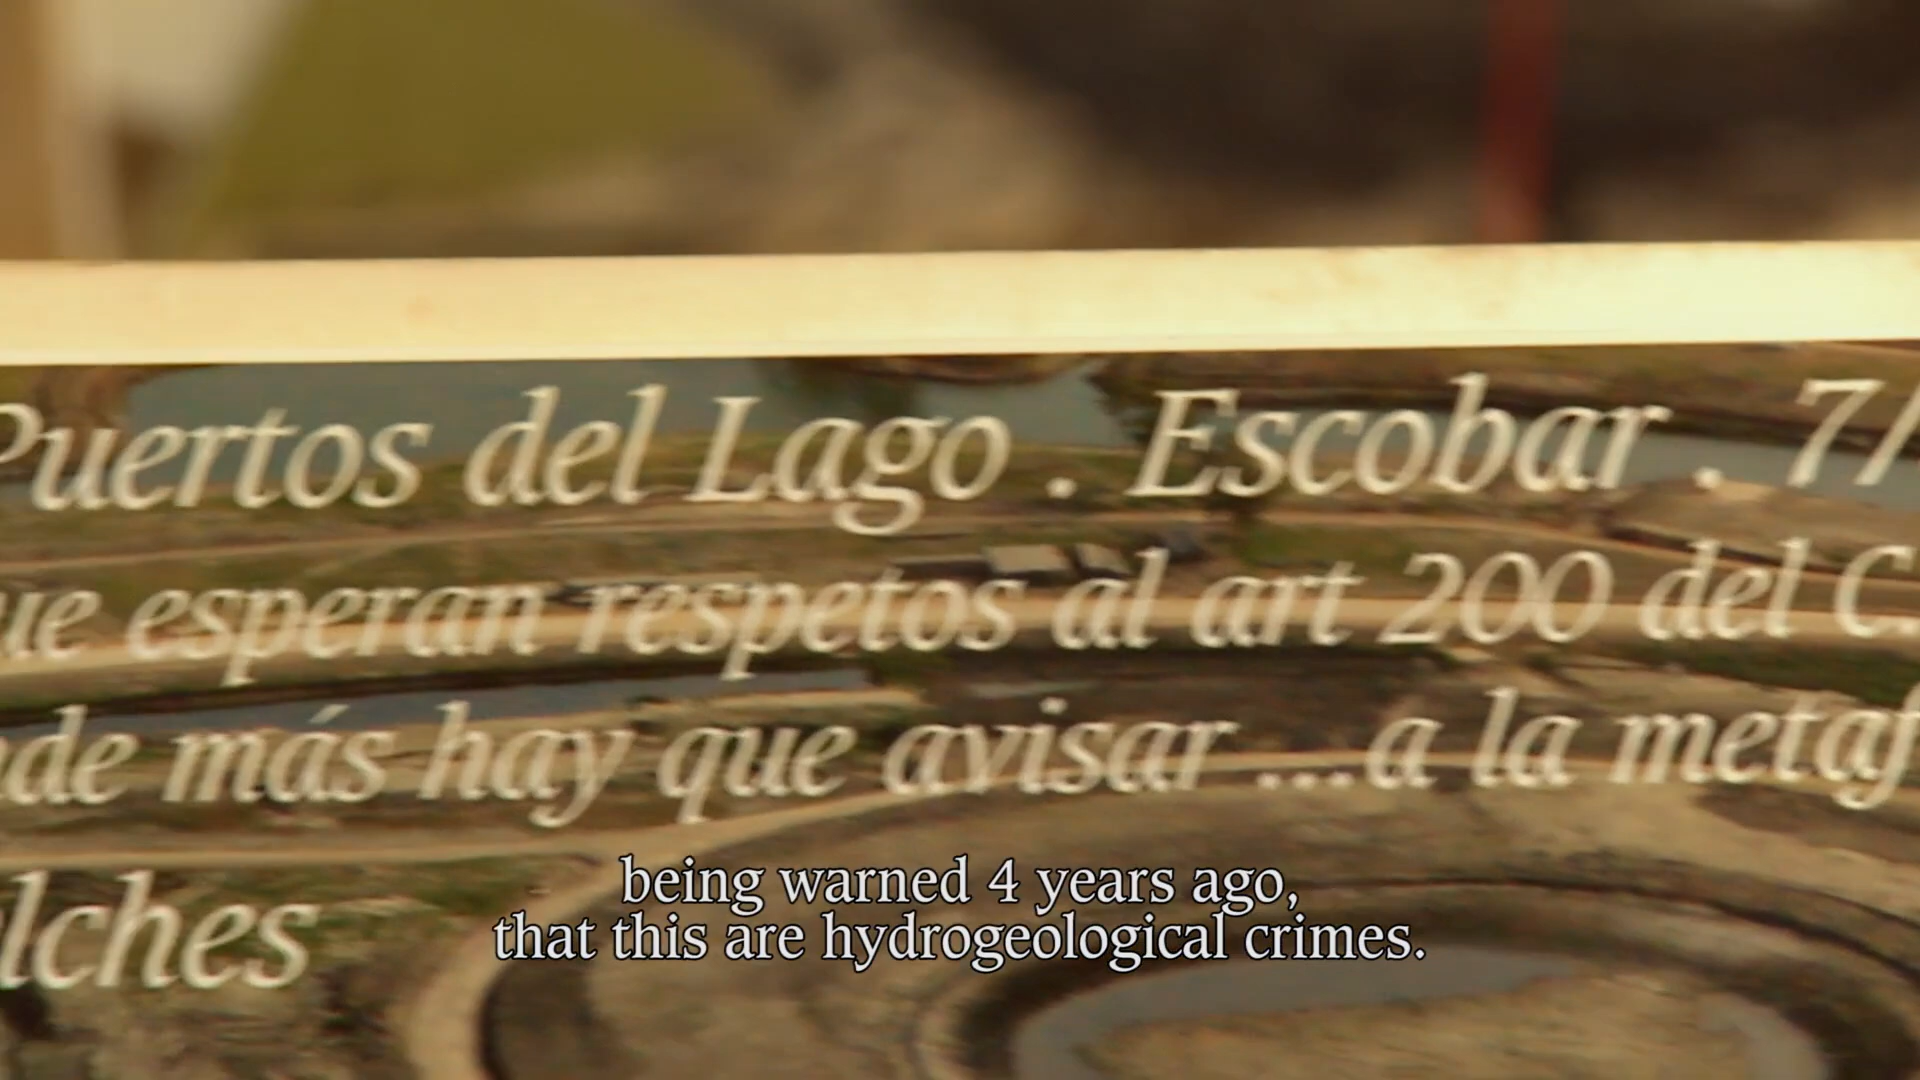 Puertos del Lago . Escobar . 7/
ue esperan respetos al art 200 del C.
nde más hay que avisar ...a la metaf
lches
being warned 4 years ago,
that this are hydrogeological crimes.